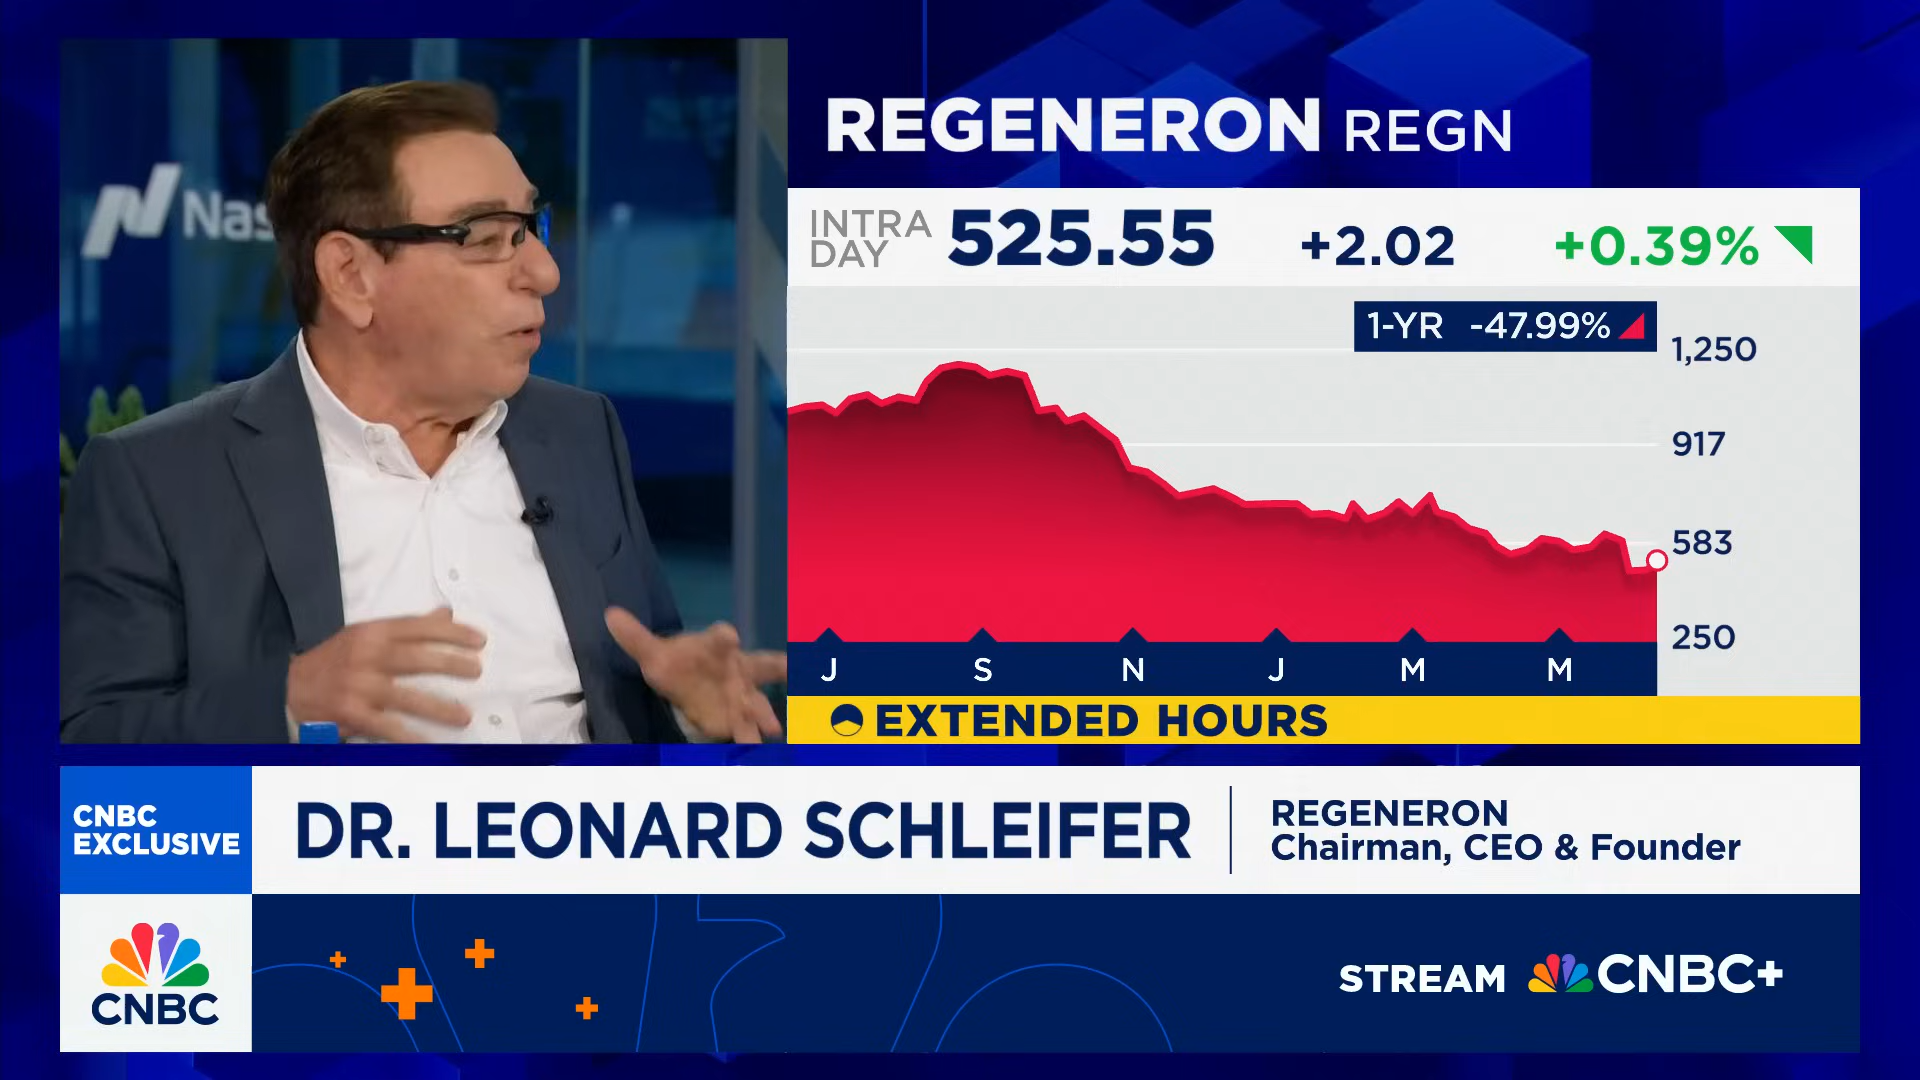 Nas
REGENERON REGN
INTRA
DAY
525.55 +2.02 +0.39%
1-YR -47.99%
1,250
917
583
250
J S N J M M
EXTENDED HOURS
CNBC
EXCLUSIVE
DR. LEONARD SCHLEIFER
REGENERON
Chairman, CEO & Founder
CNBC
STREAM CNBC+